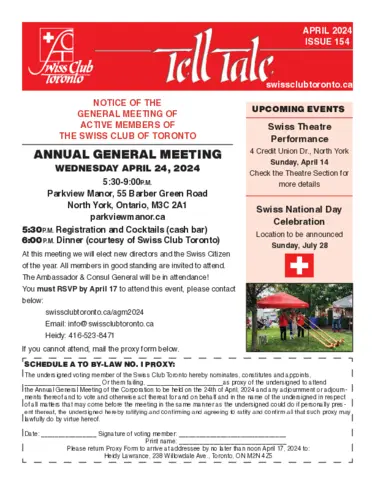 Swiss Club
Toronto
Tell Tale
APRIL 2024
ISSUE 154
swissclubtoronto.ca
NOTICE OF THE
GENERAL MEETING OF
ACTIVE MEMBERS OF
THE SWISS CLUB OF TORONTO
ANNUAL GENERAL MEETING
WEDNESDAY APRIL 24, 2024
5:30-9:00P.M.
Parkview Manor, 55 Barber Green Road
North York, Ontario, M3C 2A1
parkviewmanor.ca
5:30P.M. Registration and Cocktails (cash bar)
6:00P.M. Dinner (courtesy of Swiss Club Toronto)
At this meeting we will elect new directors and the Swiss Citizen
of the year. All members in good standing are invited to attend.
The Ambassador & Consul General will be in attendance!
You must RSVP by April 17 to attend this event, please contact
below:
swissclubtoronto.ca/agm2024
Email: info@swissclubtoronto.ca
Heidy: 416-523-8471
If you cannot attend, mail the proxy form below.
UPCOMING EVENTS
Swiss Theatre
Performance
4 Credit Union Dr., North York
Sunday, April 14
Check the Theatre Section for
more details
Swiss National Day
Celebration
Location to be announced
Sunday, July 28
SCHEDULE A TO BY-LAW NO. I PROXY:
The undersigned voting member of the Swiss Club Toronto hereby nominates, constitutes and appoints,
____________________ Or them failing, ____________________ as proxy of the undersigned to attend
the Annual General Meeting of the Corporation to be held on the 24th of April, 2024 and any adjournment or adjourn-
ments thereof and to vote and otherwise act thereat for and on behalf and in the name of the undersigned in respect
of all matters that may come before the meeting in the same manner as the undersigned could do if personally pres-
ent thereat, the undersigned hereby ratifying and confirming and agreeing to ratify and confirm all that such proxy may
lawfully do by virtue hereof.
Date: ________________ Signature of voting member: ______________________________
Print name: ______________________________
Please return Proxy Form to arrive at addressee by no later than noon April 17, 2024 to:
Heidy Lawrance, 238 Willowdale Ave., Toronto, ON M2N 4Z5